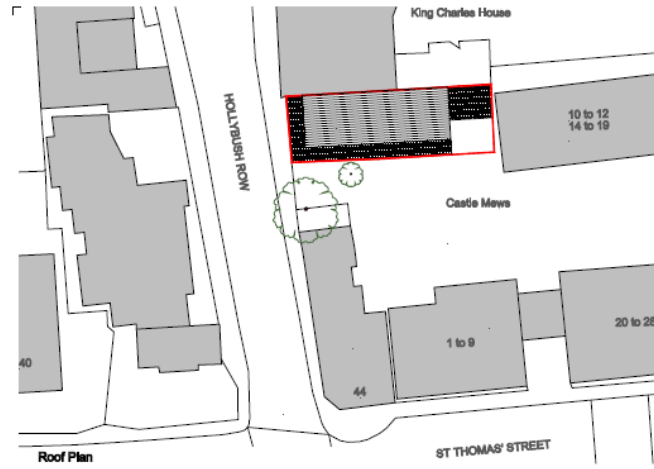 King Charles House
HOLLYBUSH ROW
10 to 12
14 to 19
Castle Mews
1 to 9
20 to 28
40
44
Roof Plan
ST THOMAS' STREET